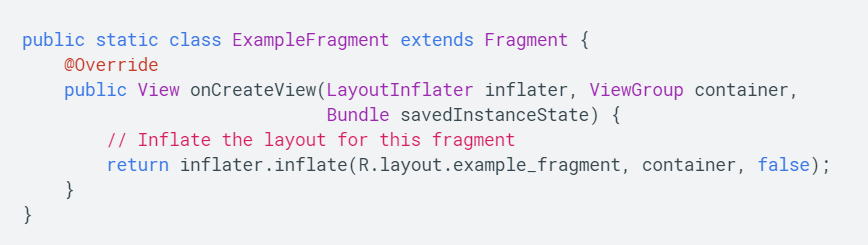 public static class ExampleFragment extends Fragment {
    @Override
    public View onCreateView(LayoutInflater inflater, ViewGroup container,
                             Bundle savedInstanceState) {
        // Inflate the layout for this fragment
        return inflater.inflate(R.layout.example_fragment, container, false);
    }
}